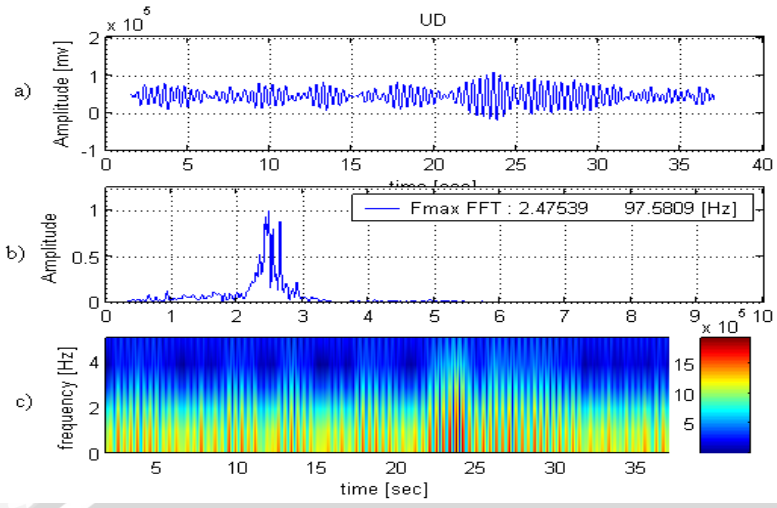 UD
x 10^5
a)
Amplitude [mv]
2
1
0
-1
0 5 10 15 20 25 30 35 40
time [sec]
b)
Amplitude
1
0.5
0
Fmax FFT : 2.47539 97.5809 [Hz]
0 1 2 3 4 5 6 7 8 9 10
c)
frequency [Hz]
4
2
0
5 10 15 20 25 30 35
time [sec]
x 10^5
15
10
5